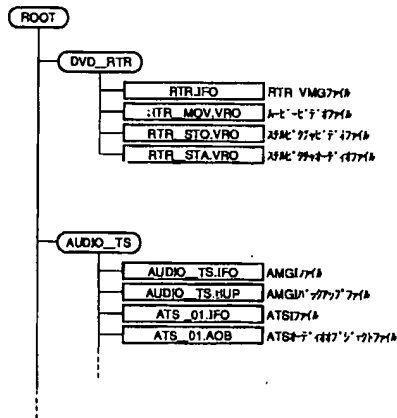 ROOT
DVD_RTR
RTR.IFO RTR VMGファイル
RTR_MOV.VRO ムービービデオファイル
RTR_STO.VRO スチルピクチャビデオファイル
RTR_STA.VRO スチルピクチャオーディオファイル
AUDIO_TS
AUDIO_TS.IFO AMGIファイル
AUDIO_TS.BUP AMGIバックアップファイル
ATS_01.IFO ATSIファイル
ATS_01.AOB ATSオーディオオブジェクトファイル